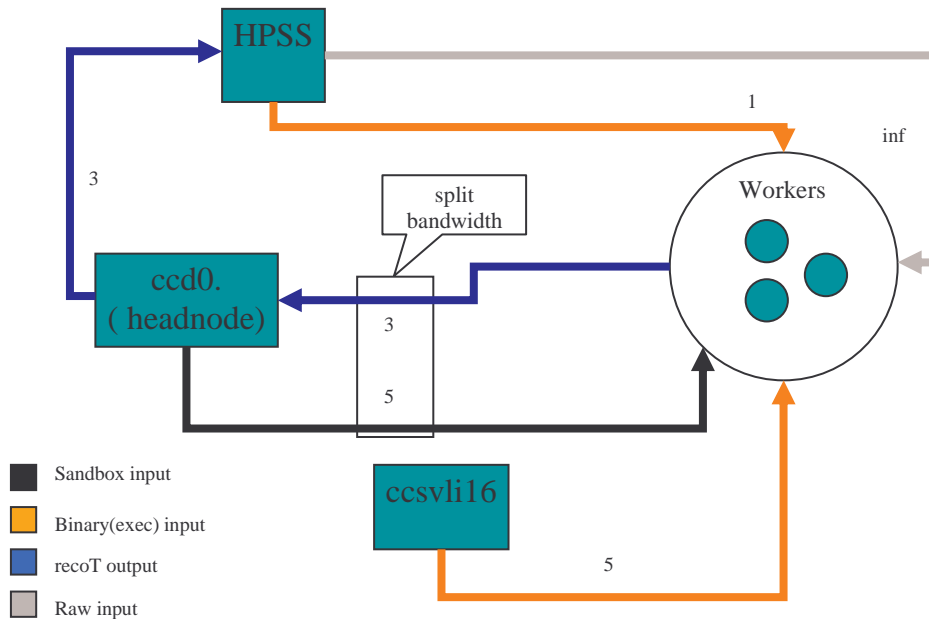 HPSS
1
inf
3
split
bandwidth
Workers
ccd0.
( headnode)
3
5
ccsvli16
5
Sandbox input
Binary(exec) input
recoT output
Raw input